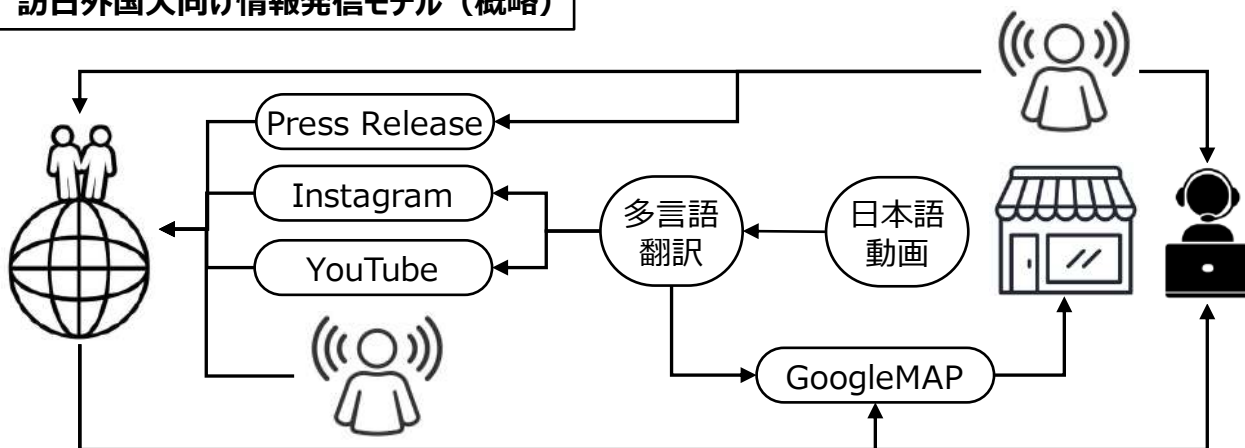 訪日外国人向け情報発信モデル（概略）
Press Release
Instagram
YouTube
多言語
翻訳
日本語
動画
GoogleMAP